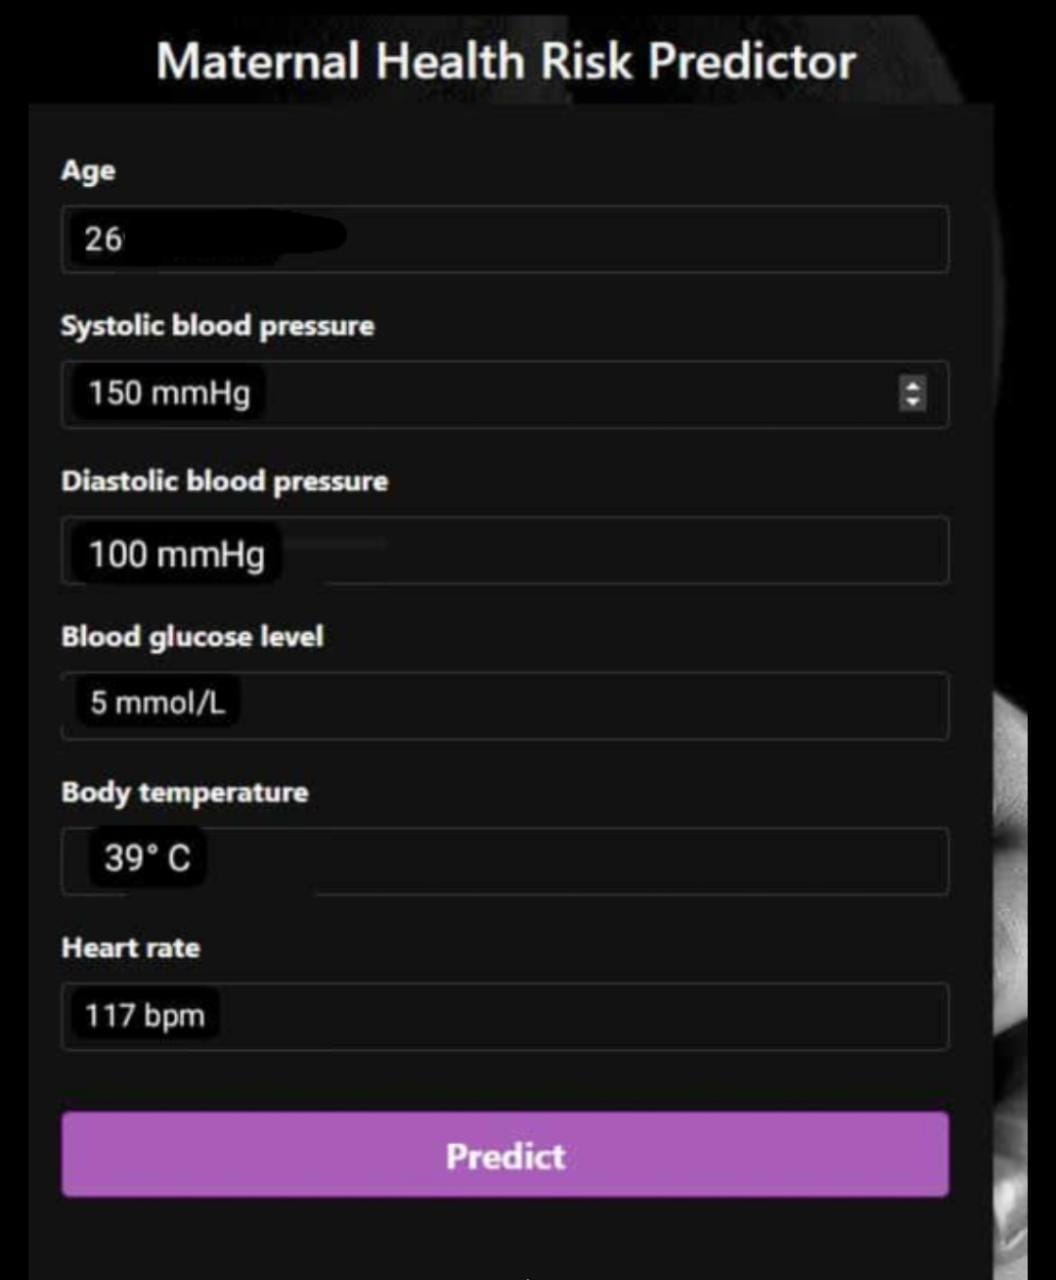 Maternal Health Risk Predictor
Age
26
Systolic blood pressure
150 mmHg
Diastolic blood pressure
100 mmHg
Blood glucose level
5 mmol/L
Body temperature
39° C
Heart rate
117 bpm
Predict